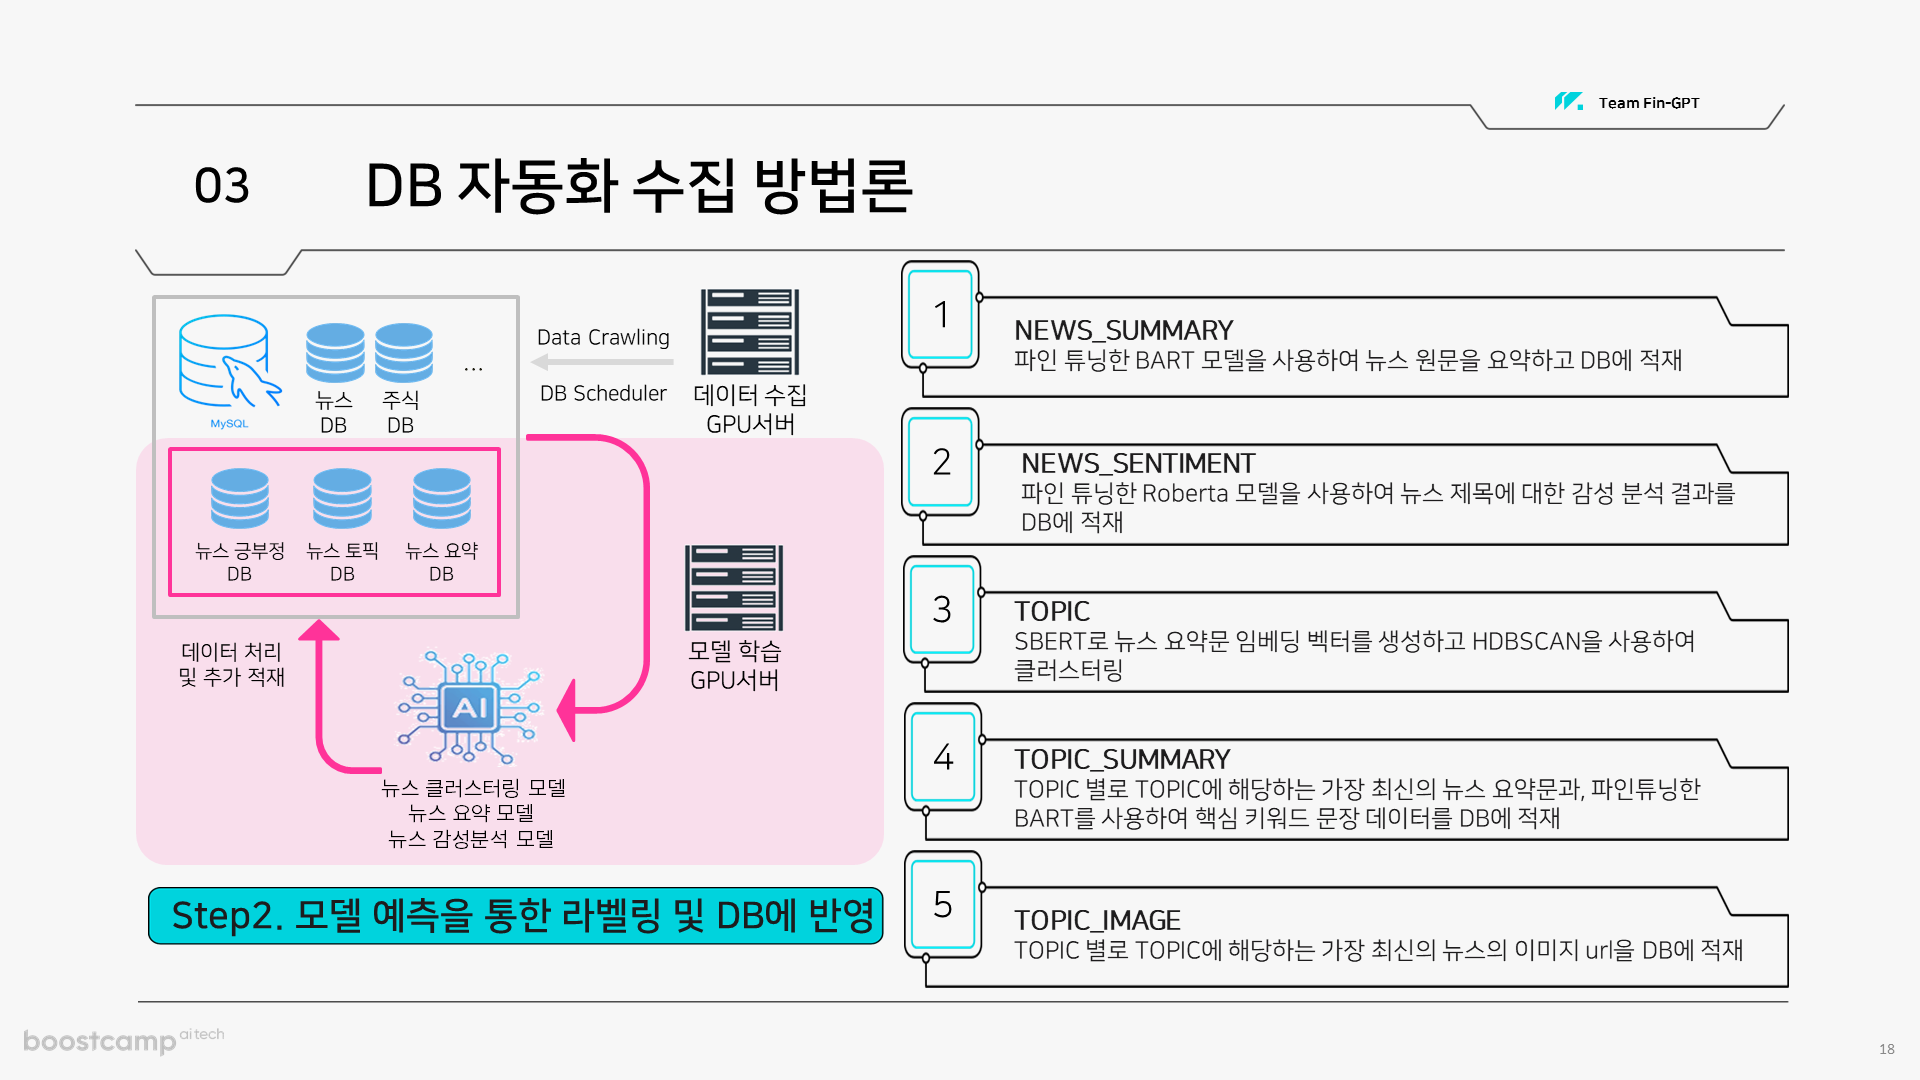 Team Fin-GPT
03
DB 자동화 수집 방법론
MySQL
뉴스
DB
주식
DB
...
Data Crawling
DB Scheduler
데이터 수집
GPU서버
뉴스 긍부정
DB
뉴스 토픽
DB
뉴스 요약
DB
데이터 처리
및 추가 적재
AI
뉴스 클러스터링 모델
뉴스 요약 모델
뉴스 감성분석 모델
모델 학습
GPU서버
Step2. 모델 예측을 통한 라벨링 및 DB에 반영
1
NEWS_SUMMARY
파인 튜닝한 BART 모델을 사용하여 뉴스 원문을 요약하고 DB에 적재
2
NEWS_SENTIMENT
파인 튜닝한 Roberta 모델을 사용하여 뉴스 제목에 대한 감성 분석 결과를
DB에 적재
3
TOPIC
SBERT로 뉴스 요약문 임베딩 벡터를 생성하고 HDBSCAN을 사용하여
클러스터링
4
TOPIC_SUMMARY
TOPIC 별로 TOPIC에 해당하는 가장 최신의 뉴스 요약문과, 파인튜닝한
BART를 사용하여 핵심 키워드 문장 데이터를 DB에 적재
5
TOPIC_IMAGE
TOPIC 별로 TOPIC에 해당하는 가장 최신의 뉴스의 이미지 url을 DB에 적재
boostcamp ai tech
18